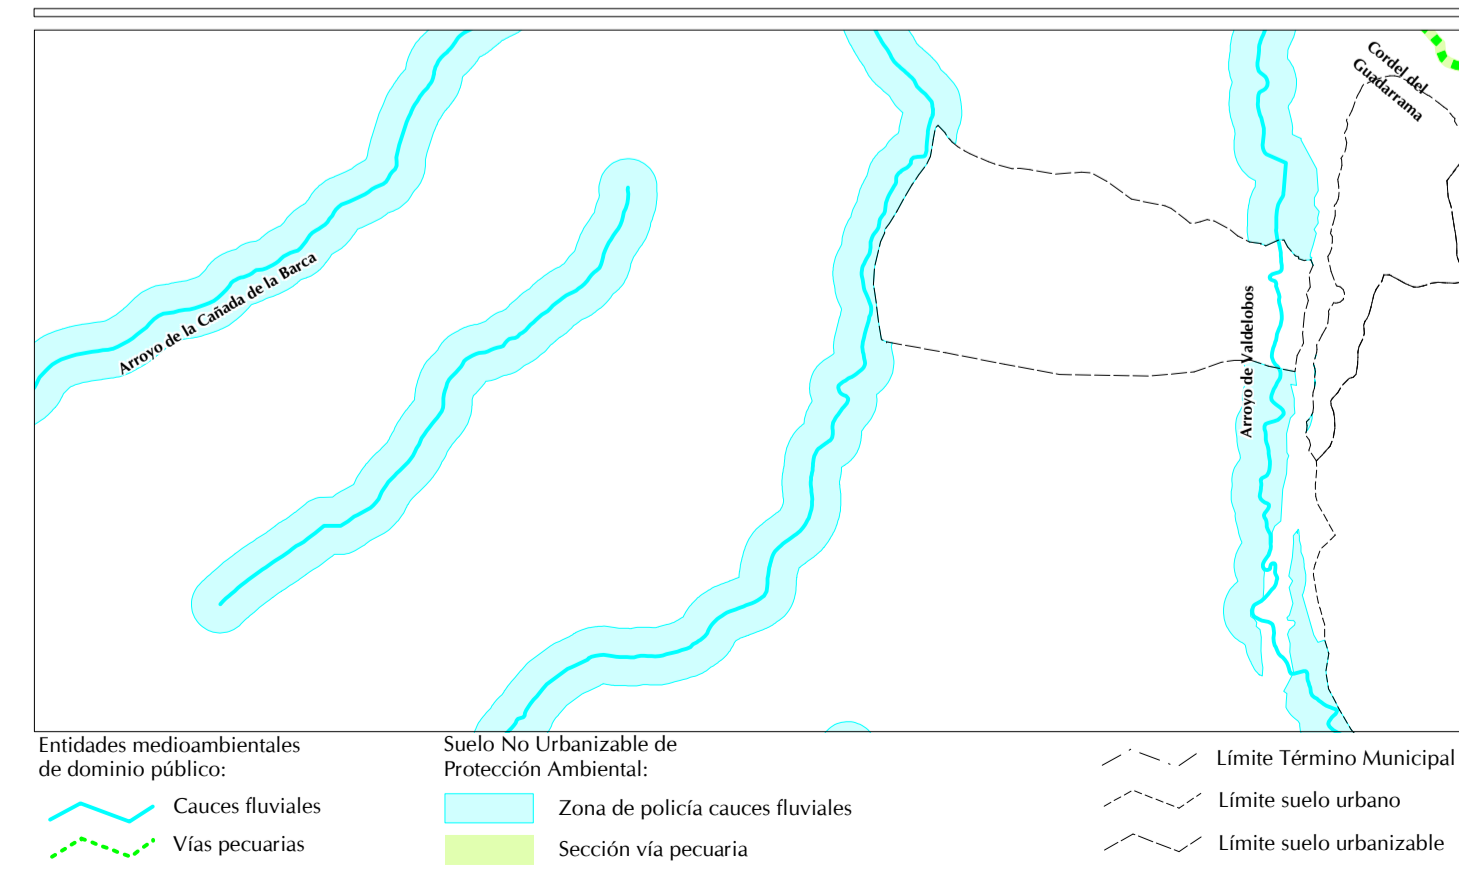 Cordel del
Guadarrama
Arroyo de la Cañada de la Barca
Arroyo de Valdelobos
Entidades medioambientales
de dominio público:
Cauces fluviales
Vías pecuarias
Suelo No Urbanizable de
Protección Ambiental:
Zona de policía cauces fluviales
Sección vía pecuaria
Límite Término Municipal
Límite suelo urbano
Límite suelo urbanizable